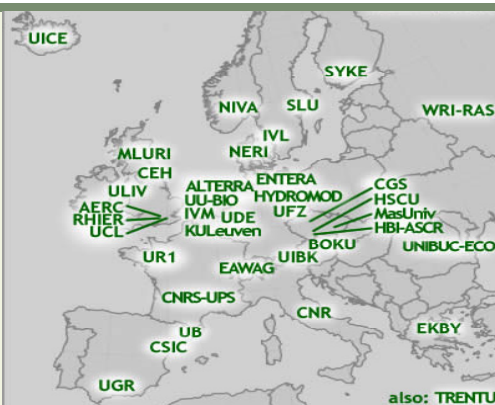 UICE
SYKE
NIVA
SLU
WRI-RAS
IVL
NERI
MLURI
CEH
ULIV
AERC
RHIER
UCL
ALTERRA
UU-BIO
IVM
UDE
KULeuven
ENTERA
HYDROMOD
UFZ
CGS
HSCU
MasUniv
HBI-ASCR
BOKU
UNIBUC-ECO
UIBK
UR1
EAWAG
CNRS-UPS
CNR
UB
CSIC
EKBY
UGR
also: TRENTU